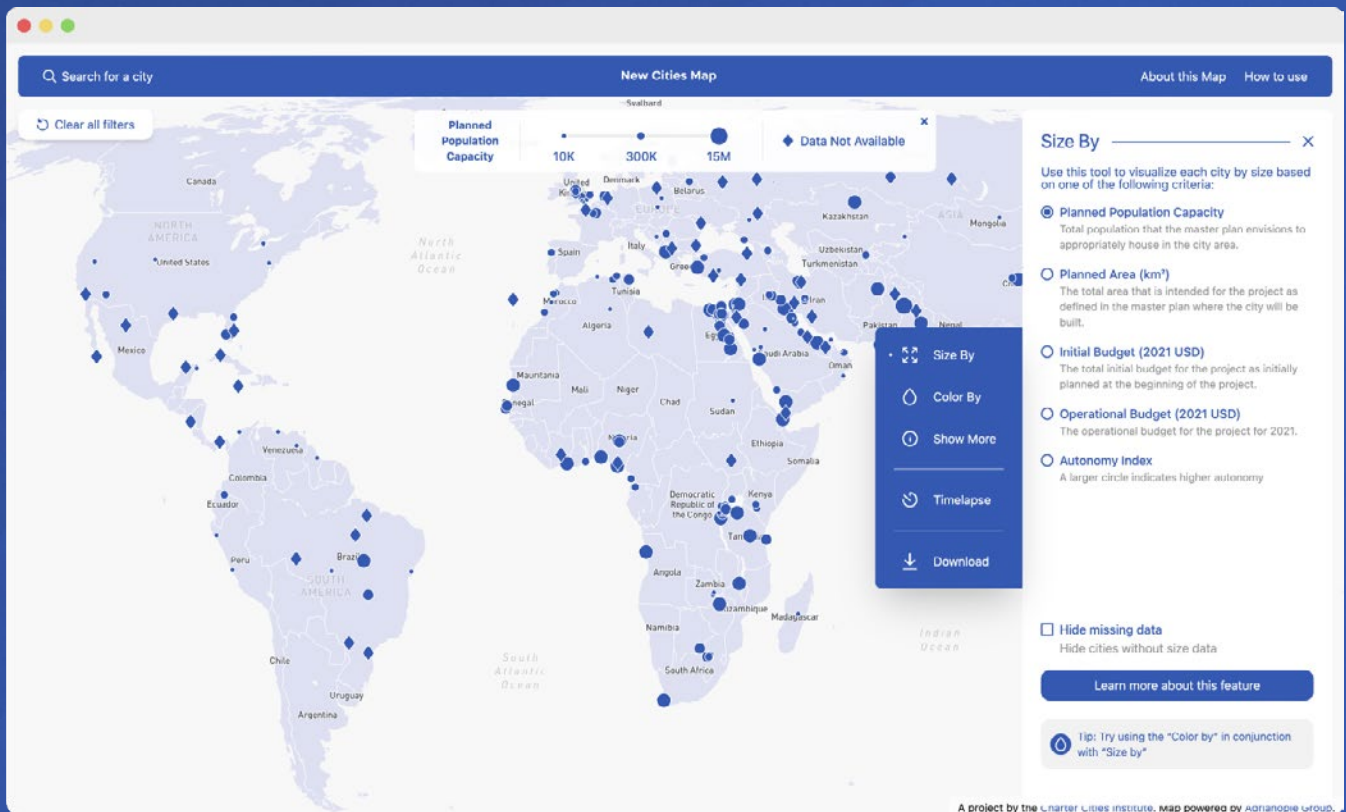 Search for a city
New Cities Map
About this Map
How to use
Clear all filters
Planned
Population
Capacity
10K
300K
15M
Data Not Available
Size By
Use this tool to visualize each city by size based
on one of the following criteria:
Planned Population Capacity
Total population that the master plan envisions to
appropriately house in the city area.
Planned Area (km²)
The total area that is intended for the project as
defined in the master plan where the city will be
built.
Initial Budget (2021 USD)
The total initial budget for the project as initially
planned at the beginning of the project.
Operational Budget (2021 USD)
The operational budget for the project for 2021.
Autonomy Index
A larger circle indicates higher autonomy
Hide missing data
Hide cities without size data
Learn more about this feature
Tip: Try using the "Color by" in conjunction
with "Size by"
Size By
Color By
Show More
Timelapse
Download
Svalbard
Canada
NORTH
AMERICA
United States
Mexico
North
Atlantic
Ocean
United
Denmark
Belarus
EUROPE
Kazakhstan
ASIA
Mongolia
Spain
Italy
Uzbekistan
Turkmenistan
Tunisia
Morocco
Algeria
Iran
Pakistan
Nepal
Saudi Arabia
Oman
Mauritania
Mali
Niger
Chad
Sudan
Ethiopia
Somalia
Venezuela
Colombia
Ecuador
Peru
Brazil
SOUTH
AMERICA
Democratic
Republic of
the Congo
Kenya
Angola
Zambia
Madagascar
Namibia
South Africa
Chile
Uruguay
Argentina
South
Atlantic
Ocean
Indian
Ocean
A project by the Charter Cities Institute. Map powered by Adrianople Group.